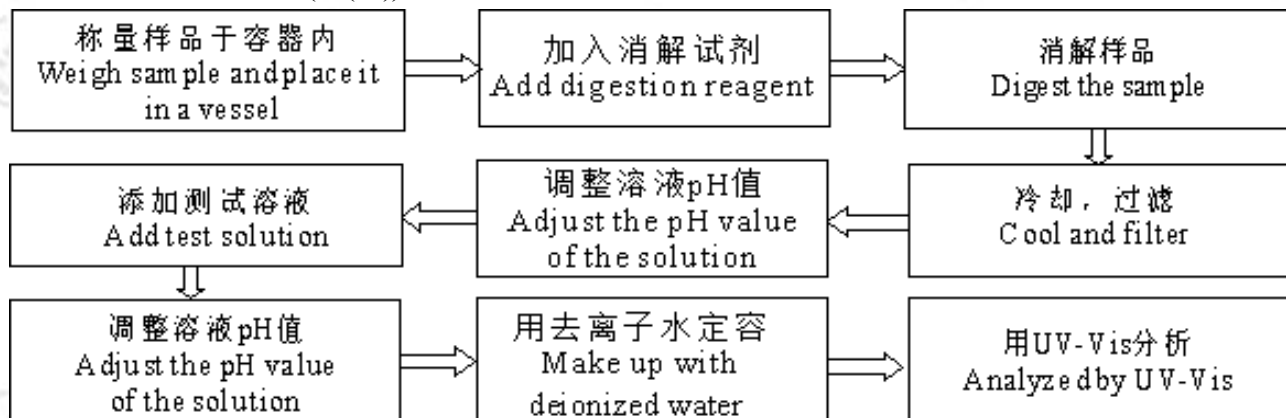 称量样品于容器内
Weigh sample and place it
in a vessel
加入消解试剂
Add digestion reagent
消解样品
Digest the sample
冷却，过滤
Cool and filter
调整溶液pH值
Adjust the pH value
of the solution
添加测试溶液
Add test solution
调整溶液pH值
Adjust the pH value
of the solution
用去离子水定容
Make up with
deionized water
用UV-Vis分析
Analyzed by UV-Vis